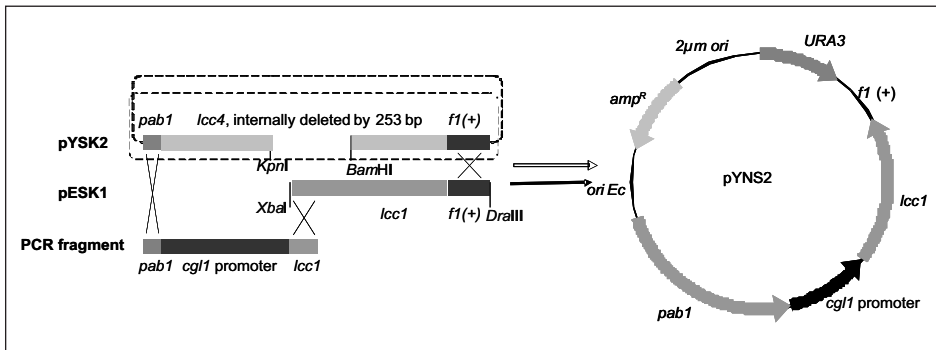 pab1 lcc4, internally deleted by 253 bp f1(+)
pYSK2
KpnI BamHI
pESK1
XbaI lcc1 f1(+) DraIII
PCR fragment
pab1 cgl1 promoter lcc1
2µm ori URA3
ampR f1 (+)
ori Ec pYNS2
lcc1
pab1 cgl1 promoter